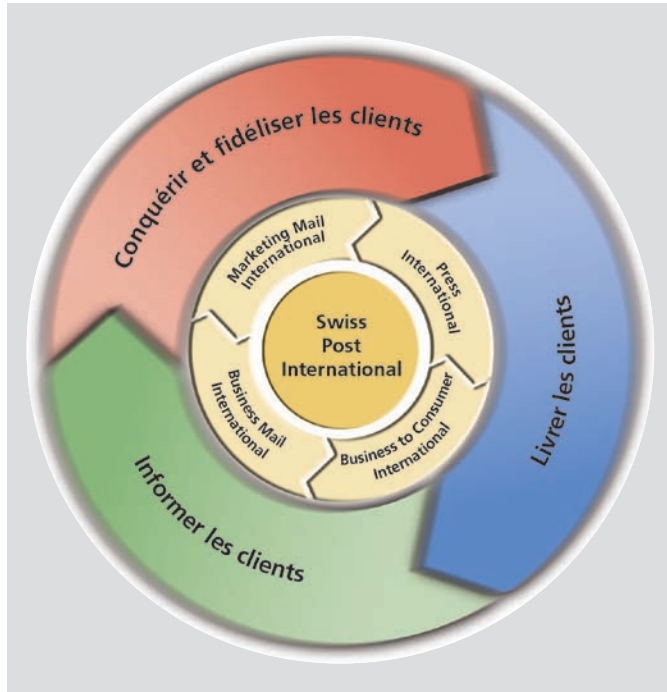 Conquérir et fidéliser les clients
Livrer les clients
Informer les clients
Marketing Mail
International
Press
International
Business to Consumer
International
Business Mail
International
Swiss
Post
International